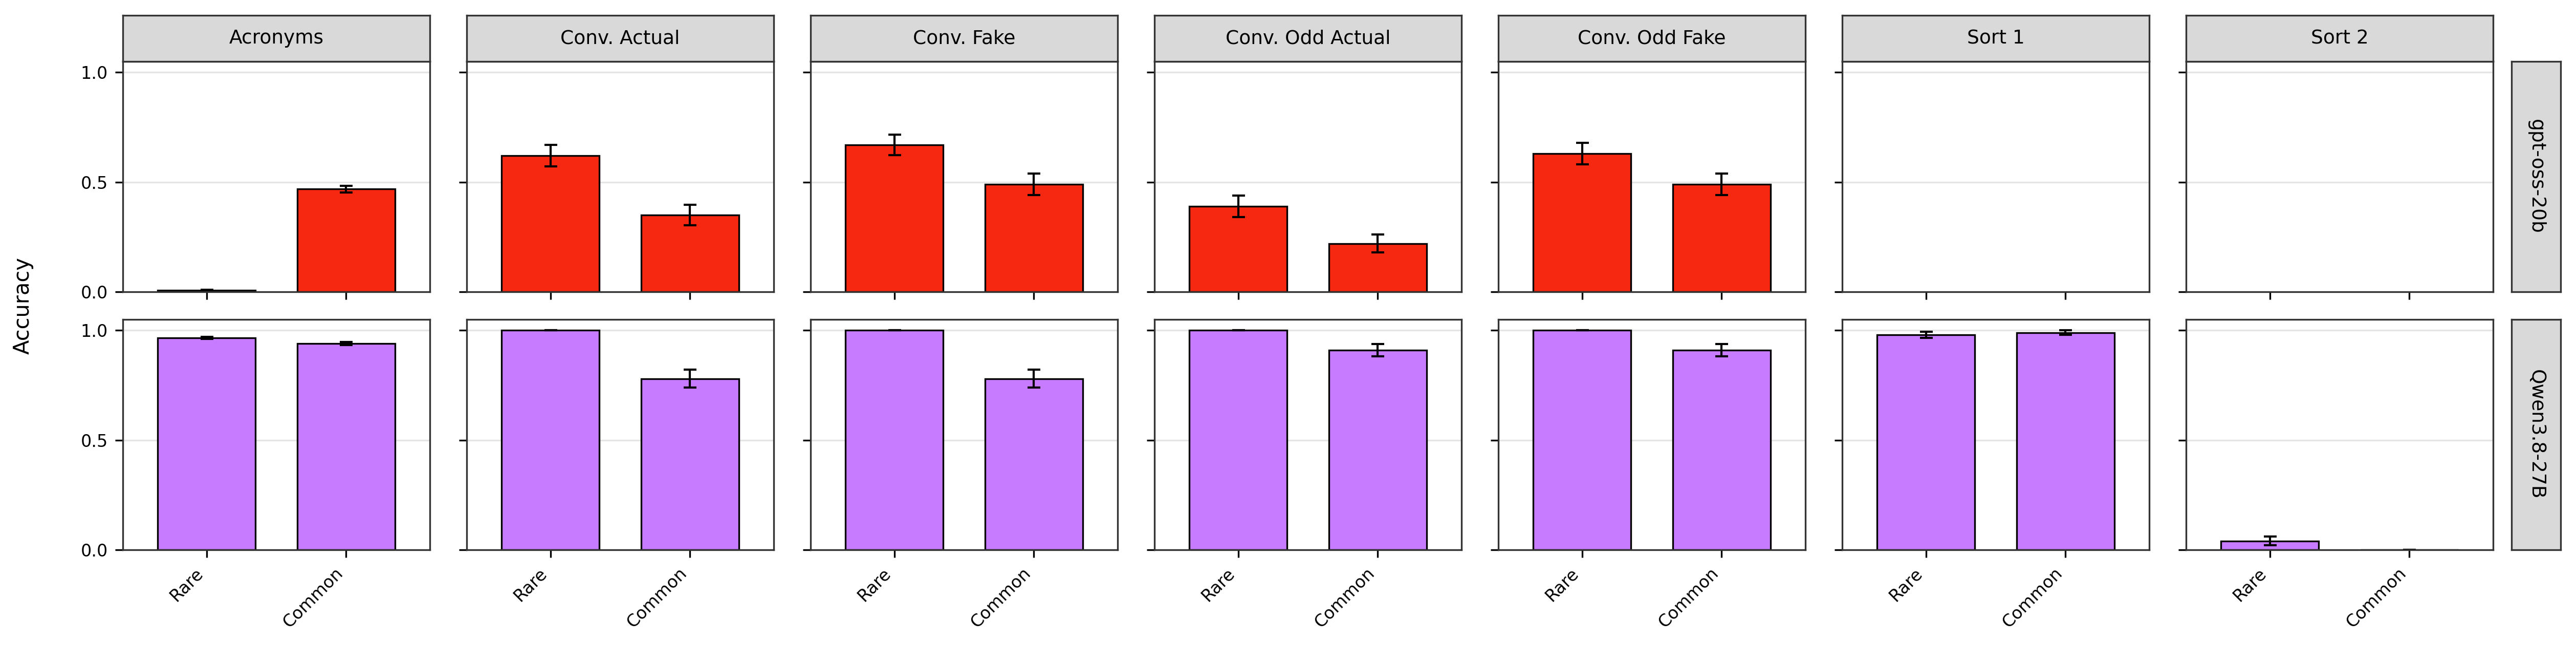 Acronyms
Conv. Actual
Conv. Fake
Conv. Odd Actual
Conv. Odd Fake
Sort 1
Sort 2
1.0
0.5
0.0
gpt-oss-20b
Accuracy
1.0
0.5
0.0
Qwen3.8-27B
Rare
Common
Rare
Common
Rare
Common
Rare
Common
Rare
Common
Rare
Common
Rare
Common